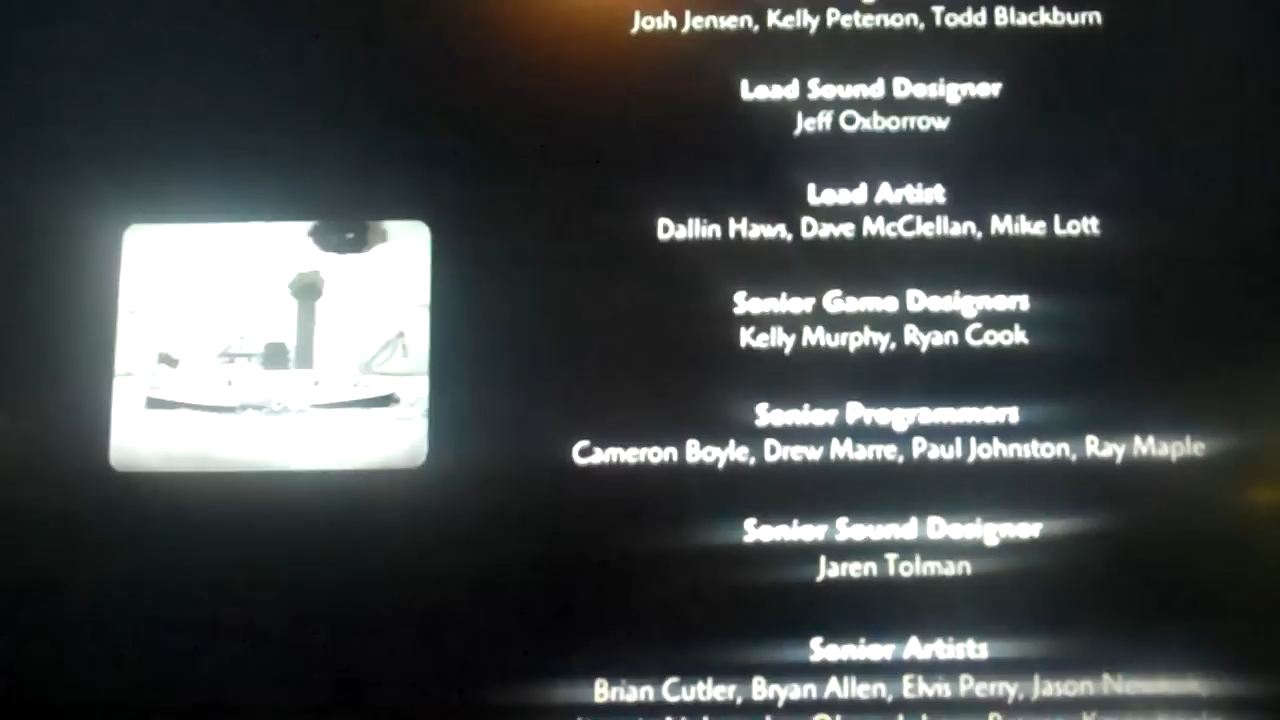 Josh Jensen, Kelly Peterson, Todd Blackburn
Lead Sound Designer
Jeff Oxborrow
Lead Artist
Dallin Haws, Dave McClellan, Mike Lott
Senior Game Designers
Kelly Murphy, Ryan Cook
Senior Programmers
Cameron Boyle, Drew Marre, Paul Johnston, Ray Maple
Senior Sound Designer
Jaren Tolman
Senior Artists
Brian Cutler, Bryan Allen, Elvis Perry, Jason